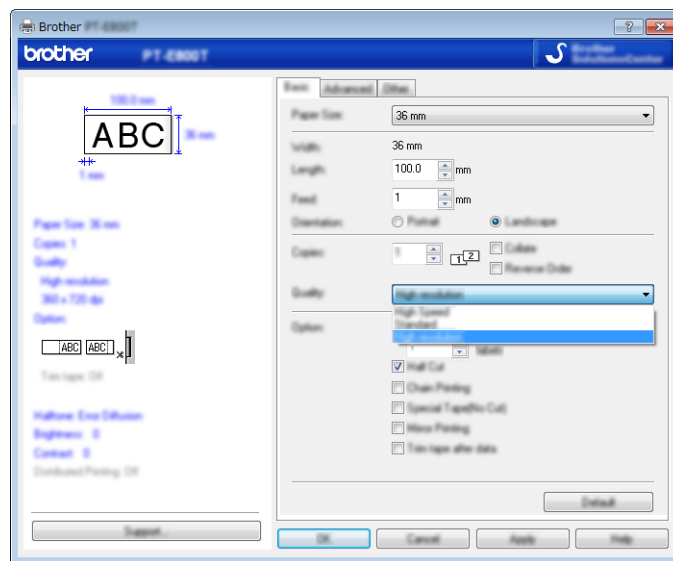 Brother PT-E800T
brother PT-E800T
Brother
SolutionsCenter
Basic Advanced Other
100.0 mm
ABC
36 mm
1 mm
Paper Size: 36 mm
Copies: 1
Quality:
High resolution
360 x 720 dpi
Option:
ABC ABC
Trim tape: Off
Halftone: Error Diffusion
Brightness: 0
Contrast: 0
Distributed Printing: Off
Support...
Paper Size: 36 mm
Width: 36 mm
Length: 100.0 mm
Feed: 1 mm
Orientation: Portrait Landscape
Copies: 1 1 2 Collate
Reverse Order
Quality: High resolution
High Speed
Standard
High resolution
Option:
labels
Half Cut
Chain Printing
Special Tape(No Cut)
Mirror Printing
Trim tape after data
Default
OK Cancel Apply Help